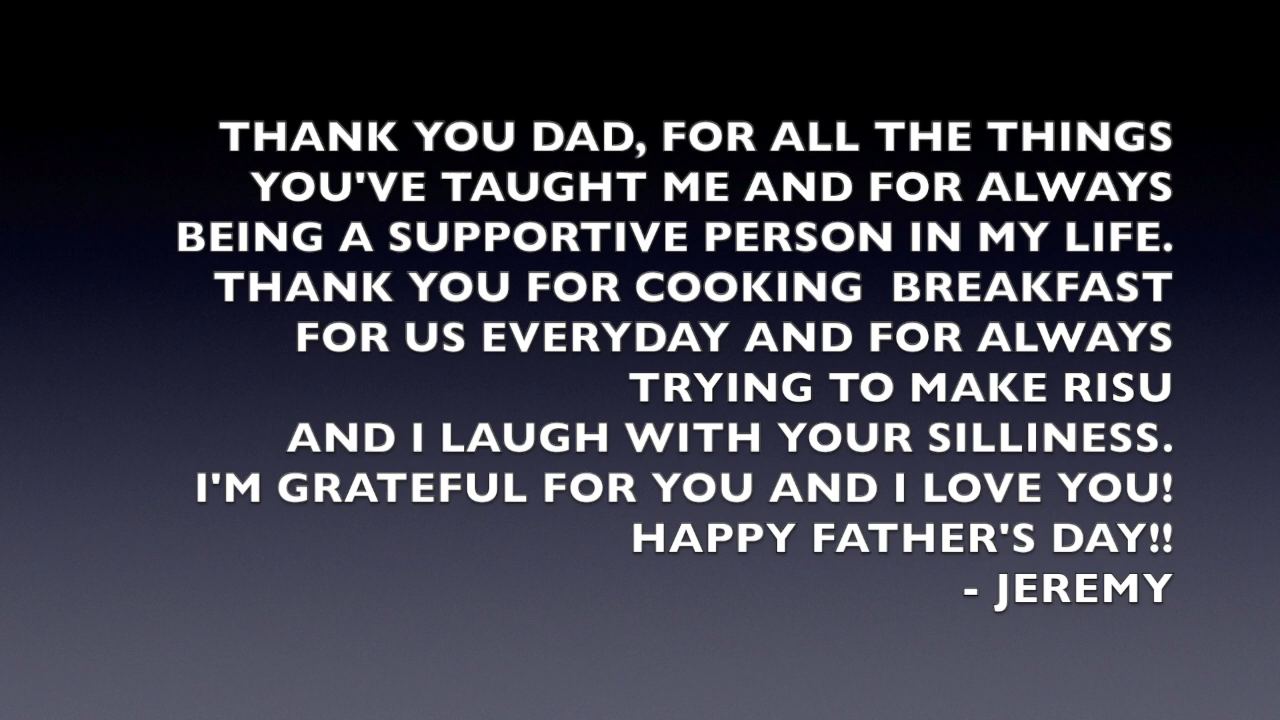 THANK YOU DAD, FOR ALL THE THINGS
YOU'VE TAUGHT ME AND FOR ALWAYS
BEING A SUPPORTIVE PERSON IN MY LIFE.
THANK YOU FOR COOKING  BREAKFAST
FOR US EVERYDAY AND FOR ALWAYS
TRYING TO MAKE RISU
AND I LAUGH WITH YOUR SILLINESS.
I'M GRATEFUL FOR YOU AND I LOVE YOU!
HAPPY FATHER'S DAY!!
- JEREMY